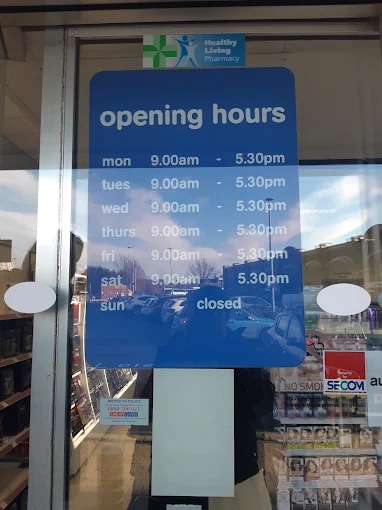 Healthy
Living
Pharmacy
opening hours
mon 9.00am - 5.30pm
tues 9.00am - 5.30pm
wed 9.00am - 5.30pm
thurs 9.00am - 5.30pm
fri 9.00am - 5.30pm
sat 9.00am - 5.30pm
sun closed
SECOM
au
NO SMO